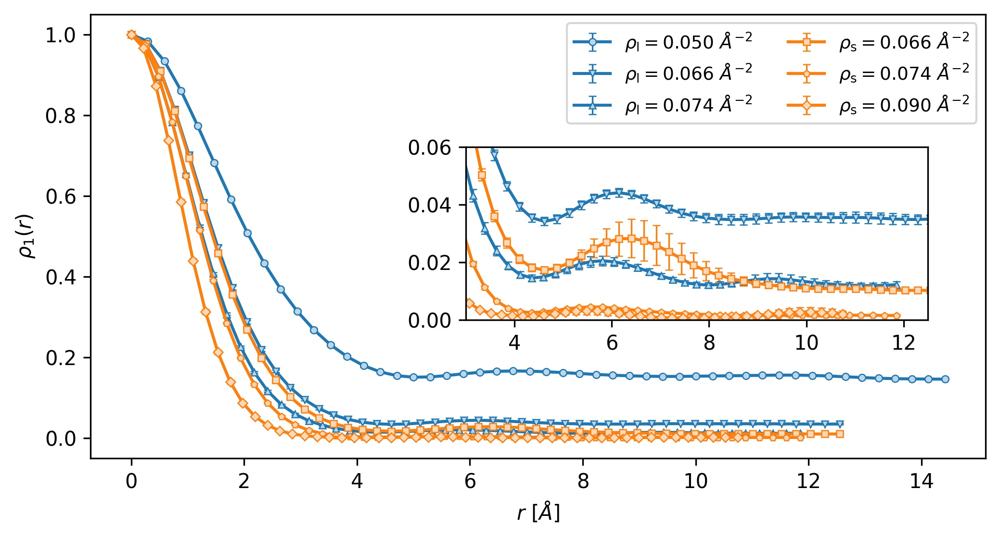 1.0
0.8
0.6
0.4
0.2
0.0
ρ₁(r)
ρₗ = 0.050 Å⁻²
ρₗ = 0.066 Å⁻²
ρₗ = 0.074 Å⁻²
ρₛ = 0.066 Å⁻²
ρₛ = 0.074 Å⁻²
ρₛ = 0.090 Å⁻²
0.06
0.04
0.02
0.00
4 6 8 10 12
0 2 4 6 8 10 12 14
r [Å]